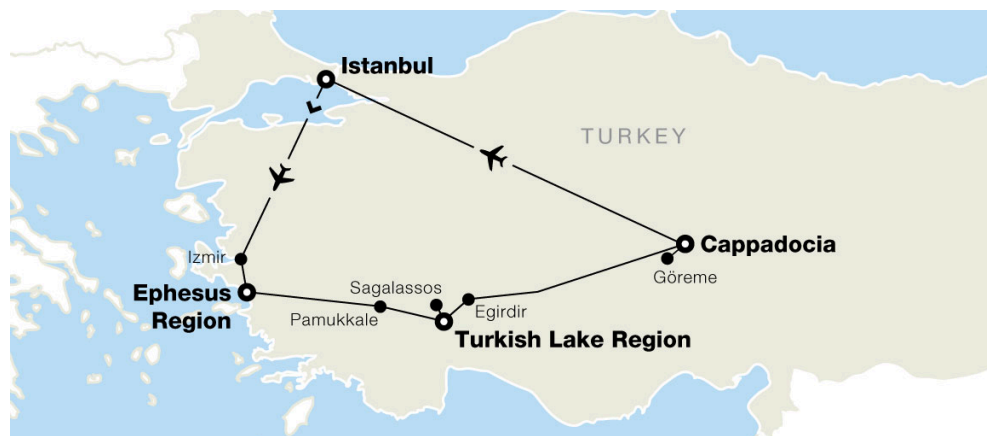 Istanbul
TURKEY
Cappadocia
Izmir
Göreme
Sagalassos
Ephesus
Region
Egirdir
Pamukkale
Turkish Lake Region